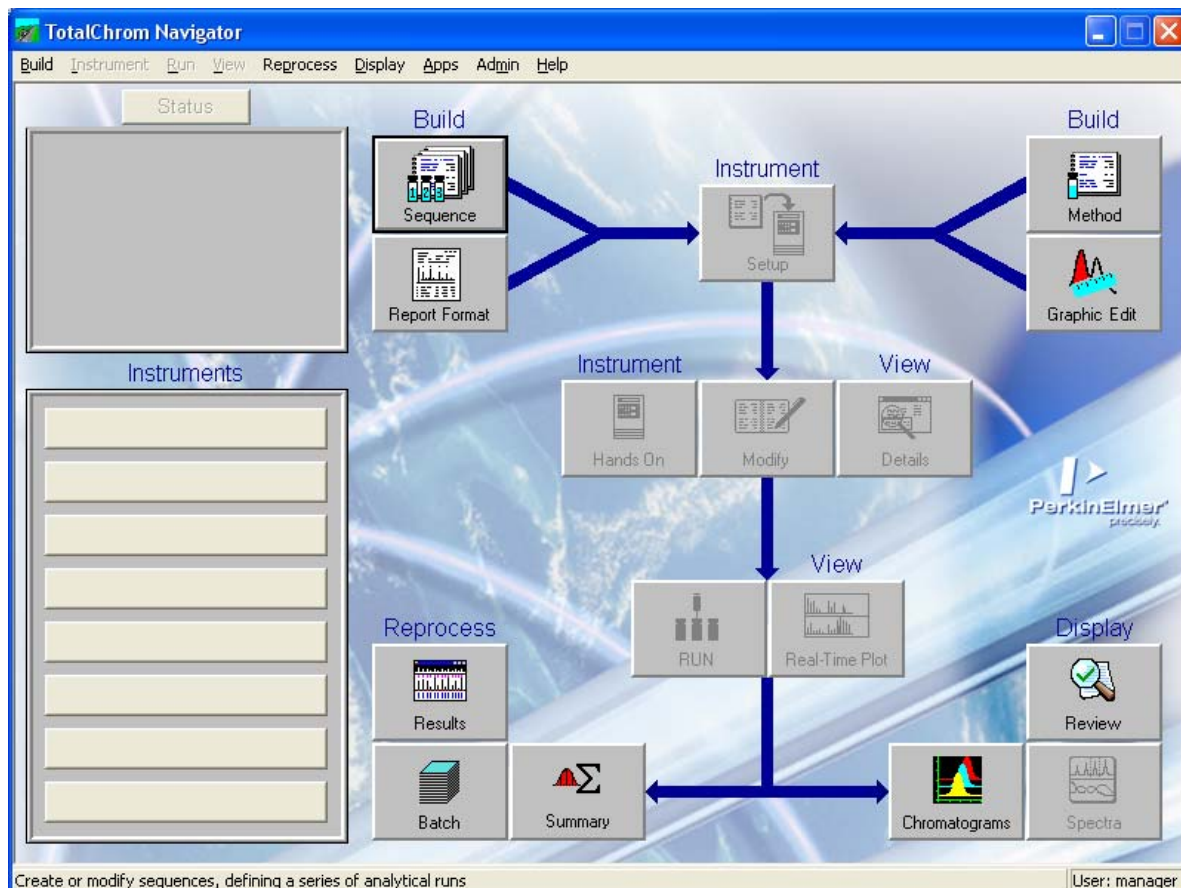 TotalChrom Navigator
Build Instrument Run View Reprocess Display Apps Admin Help
Status
Build
Sequence
Report Format
Instrument
Setup
Build
Method
Graphic Edit
Instruments
Instrument
View
Hands On
Modify
Details
PerkinElmer
precisely.
View
RUN
Real-Time Plot
Reprocess
Results
Batch
Summary
Display
Review
Chromatograms
Spectra
Create or modify sequences, defining a series of analytical runs
User: manager